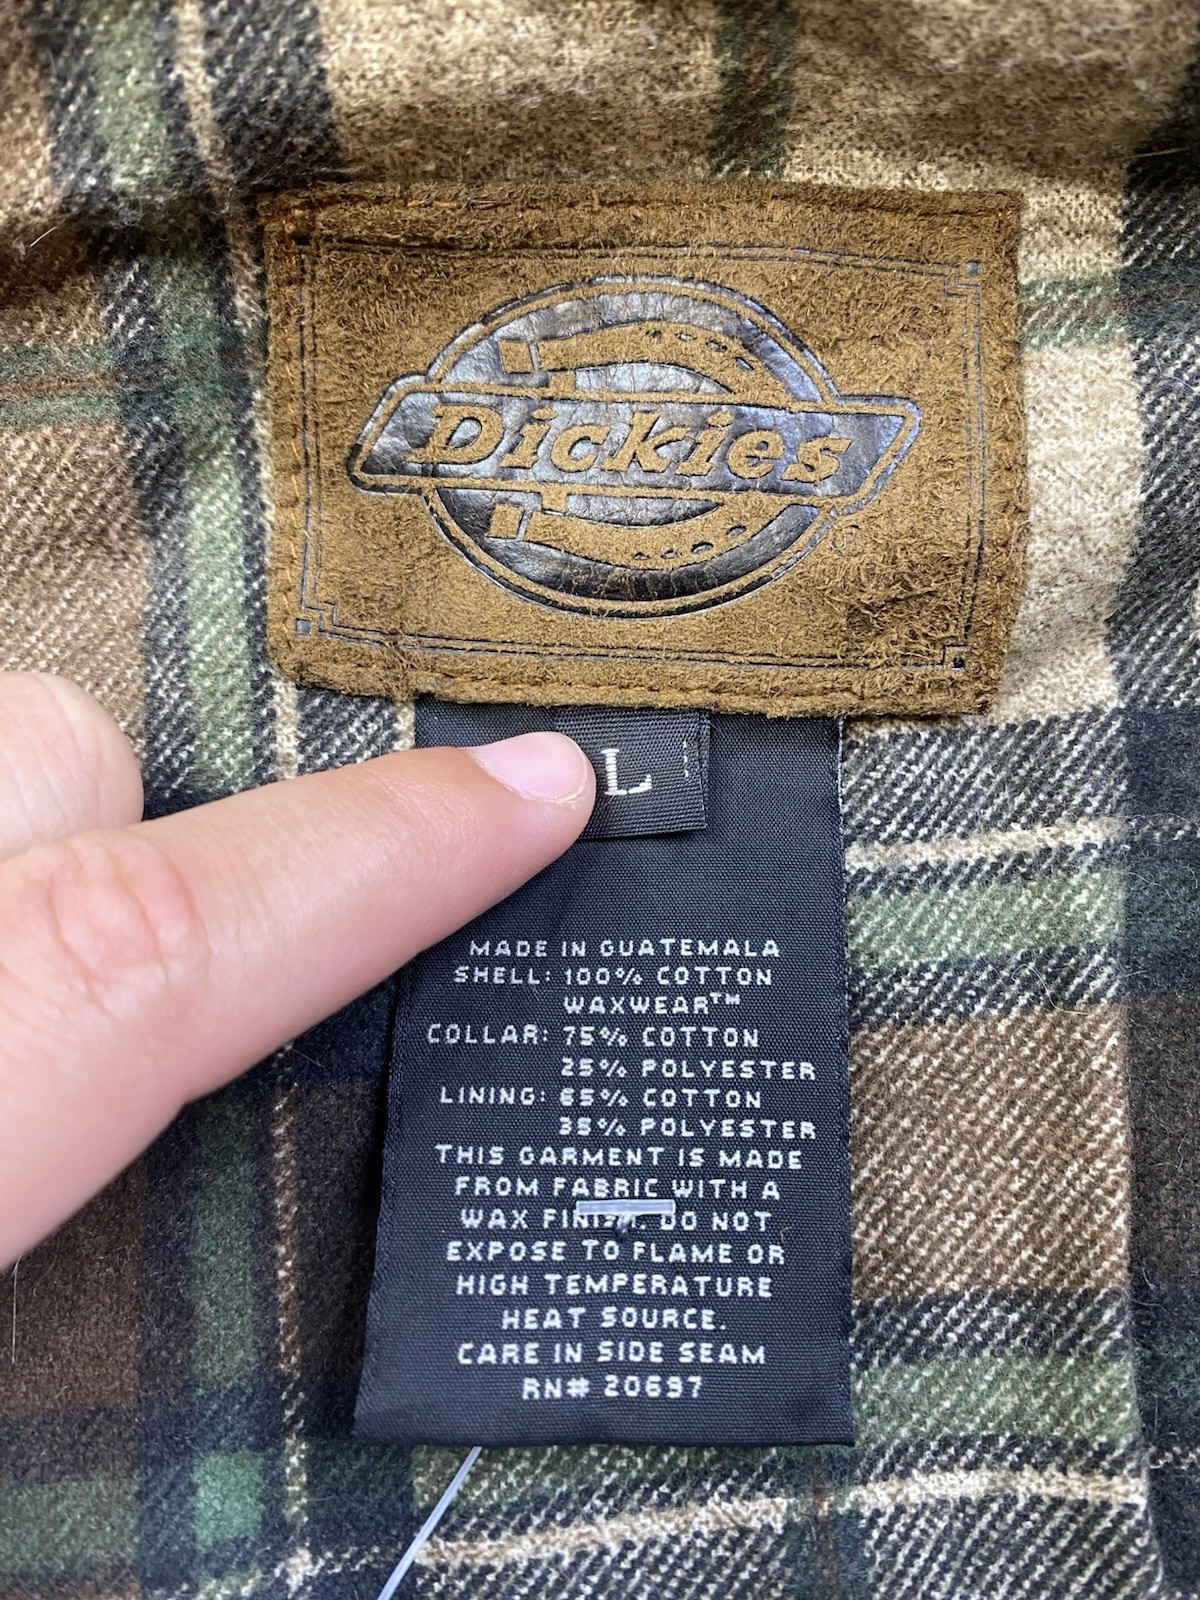 Dickies
L
MADE IN GUATEMALA
SHELL: 100% COTTON
WAXWEAR™
COLLAR: 75% COTTON
25% POLYESTER
LINING: 65% COTTON
35% POLYESTER
THIS GARMENT IS MADE
FROM FABRIC WITH A
WAX FINISH. DO NOT
EXPOSE TO FLAME OR
HIGH TEMPERATURE
HEAT SOURCE.
CARE IN SIDE SEAM
RN# 20697